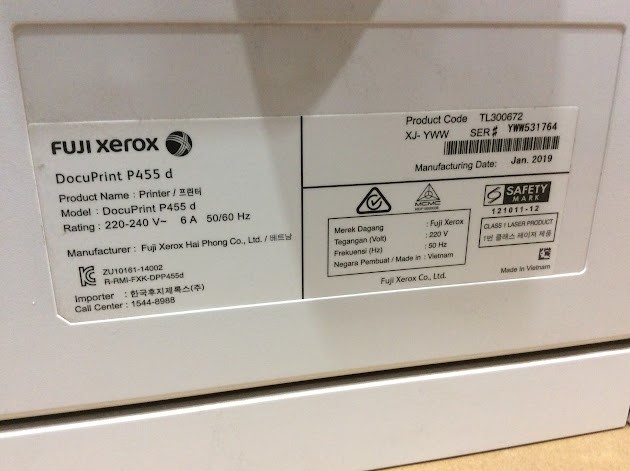 FUJI xerox
DocuPrint P455 d
Product Name : Printer / 프린터
Model : DocuPrint P455 d
Rating : 220-240 V~ 6 A 50/60 Hz
Manufacturer : Fuji Xerox Hai Phong Co., Ltd. / 베트남
ZU10161-14002
R-RMI-FXK-DPP455d
Importer : 한국후지제록스(주)
Call Center : 1544-8988
Product Code TL300672
XJ- YWW SER# YWW531764
Manufacturing Date: Jan. 2019
MCMC
SAFETY
MARK
121011-12
Merek Dagang : Fuji Xerox
Tegangan (Volt) : 220 V
Frekuensi (Hz) : 50 Hz
Negara Pembuat / Made in : Vietnam
CLASS 1 LASER PRODUCT
1번 클래스 레이저 제품
Fuji Xerox Co., Ltd.
Made in Vietnam